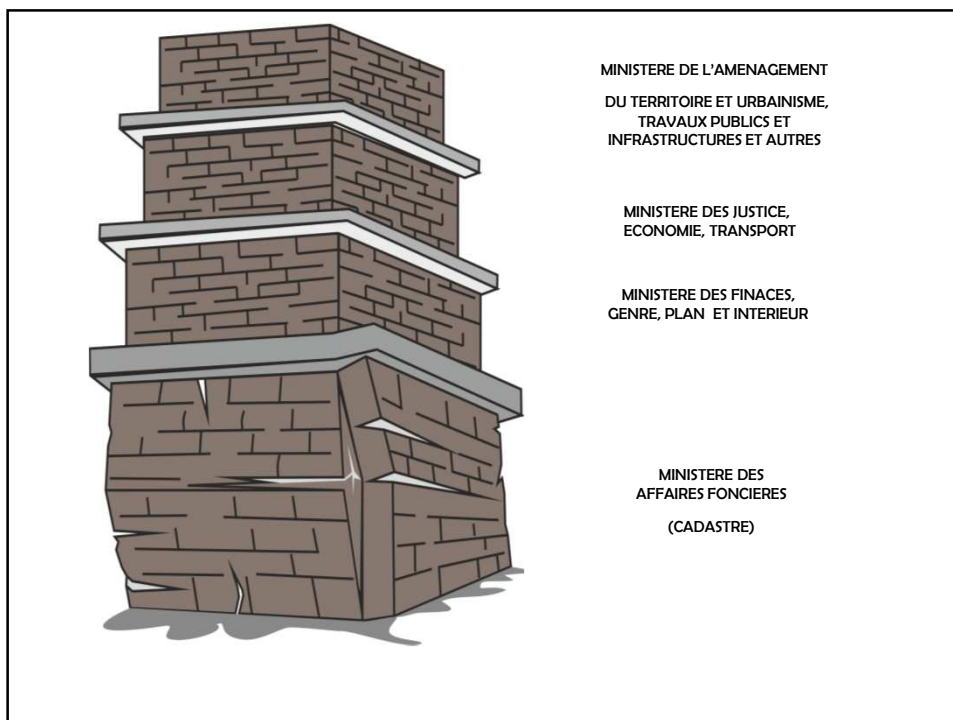 MINISTERE DE L'AMENAGEMENT
DU TERRITOIRE ET URBAINISME,
TRAVAUX PUBLICS ET
INFRASTRUCTURES ET AUTRES
MINISTERE DES JUSTICE,
ECONOMIE, TRANSPORT
MINISTERE DES FINACES,
GENRE, PLAN ET INTERIEUR
MINISTERE DES
AFFAIRES FONCIERES
(CADASTRE)